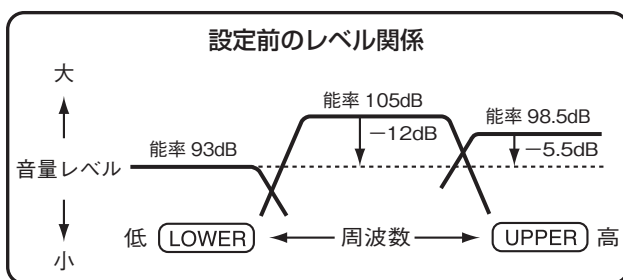 設定前のレベル関係
大
能率 105dB
能率 98.5dB
−12dB
能率 93dB
−5.5dB
音量レベル
低 LOWER 周波数 UPPER 高
小